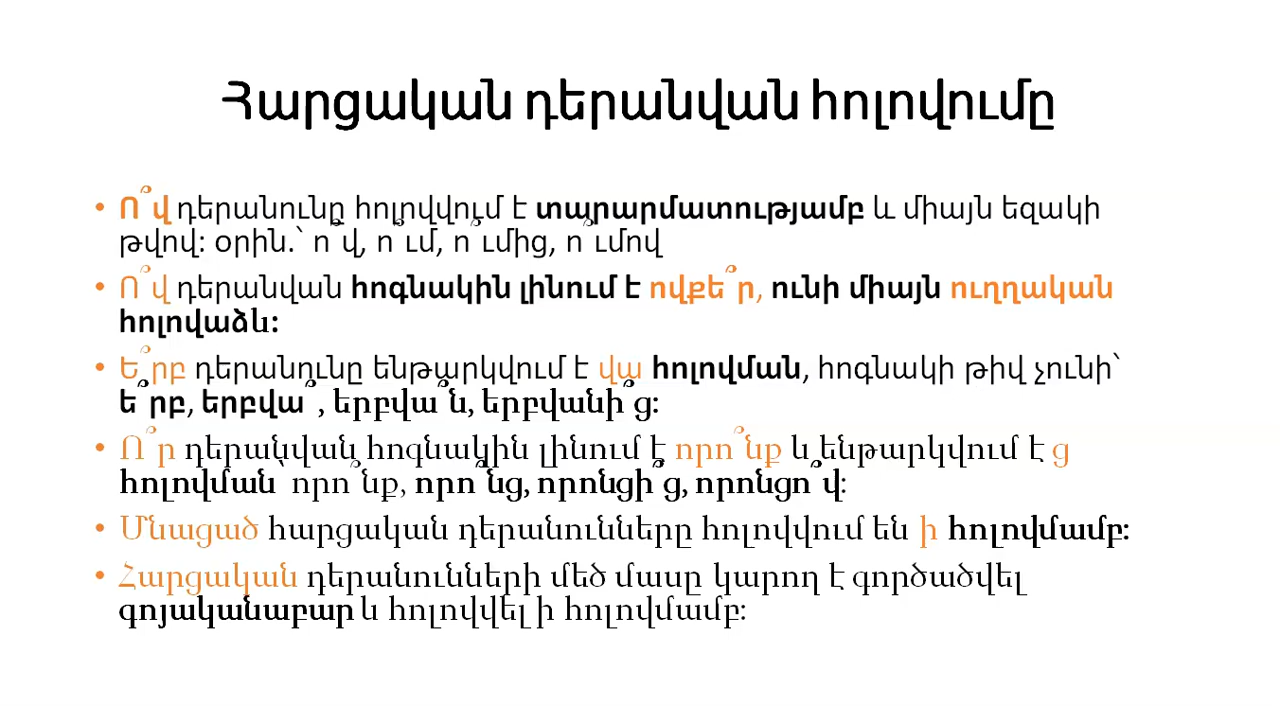 Հարցական դերանվան հոլովումը
• Ո՞վ դերանունը հոլովվում է տարարմատությամբ և միայն եզակի
թվով: օրին.՝ ո՞վ, ո՞ւմ, ո՞ւմից, ո՞ւմով
• Ո՞վ դերանվան հոգնակին լինում է ովքե՞ր, ունի միայն ուղղական
հոլովաձև:
• Ե՞րբ դերանունը ենթարկվում է վա հոլովման, հոգնակի թիվ չունի՝
ե՞րբ, երբվա՞, երբվա՞ն, երբվանի՞ց:
• Ո՞ր դերանվան հոգնակին լինում է որո՞նք և ենթարկվում է ց
հոլովման՝ որո՞նք, որո՞նց, որոնցի՞ց, որոնցո՞վ:
• Մնացած հարցական դերանունները հոլովվում են ի հոլովմամբ:
• Հարցական դերանունների մեծ մասը կարող է գործածվել
գոյականաբար և հոլովվել ի հոլովմամբ: